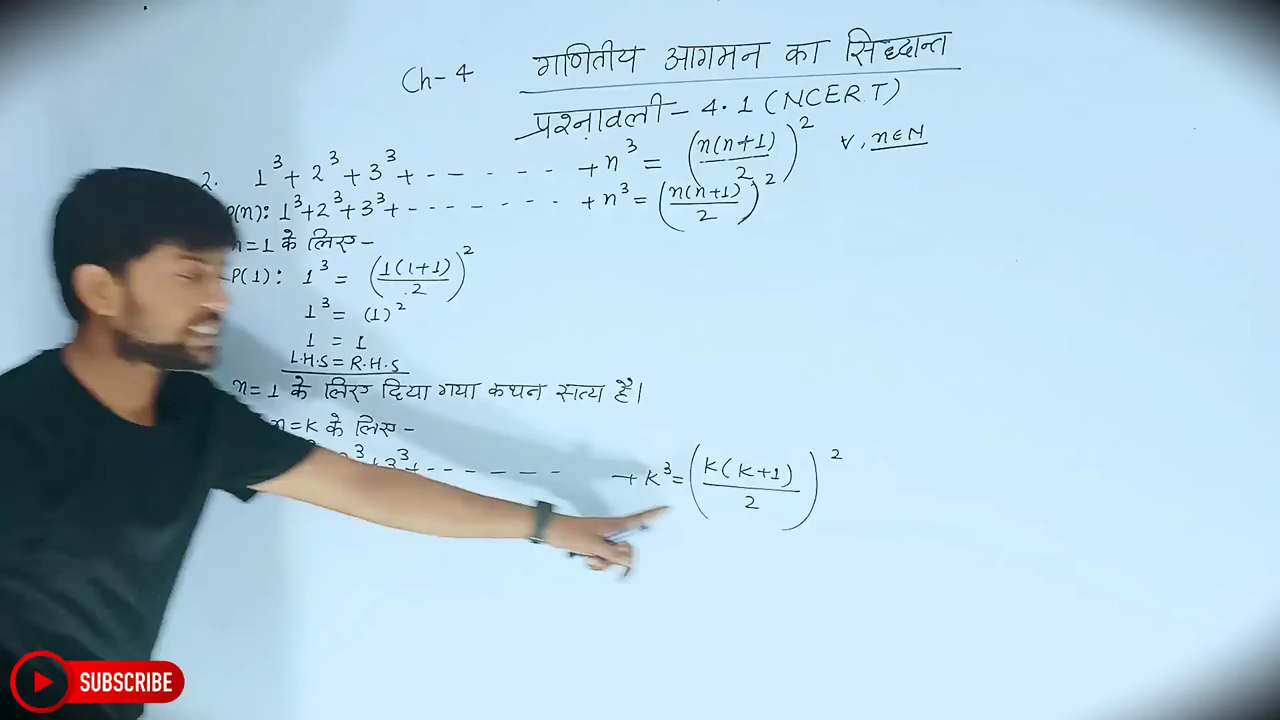 Ch-4 गणितीय आगमन का सिद्धान्त
प्रश्नावली- 4.1 (NCERT)
2. 1³+2³+3³+ - - - - - - +n³ = (n(n+1)/2)² ∀, n∈N
P(n): 1³+2³+3³+ - - - - - - - +n³ = (n(n+1)/2)²
n=1 के लिए -
P(1): 1³ = (1(1+1)/2)²
1³ = (1)²
1 = 1
L.H.S = R.H.S
n=1 के लिए दिया गया कथन सत्य है।
n=K के लिए -
³+3³+ - - - - - - +K³ = (K(K+1)/2)²
SUBSCRIBE